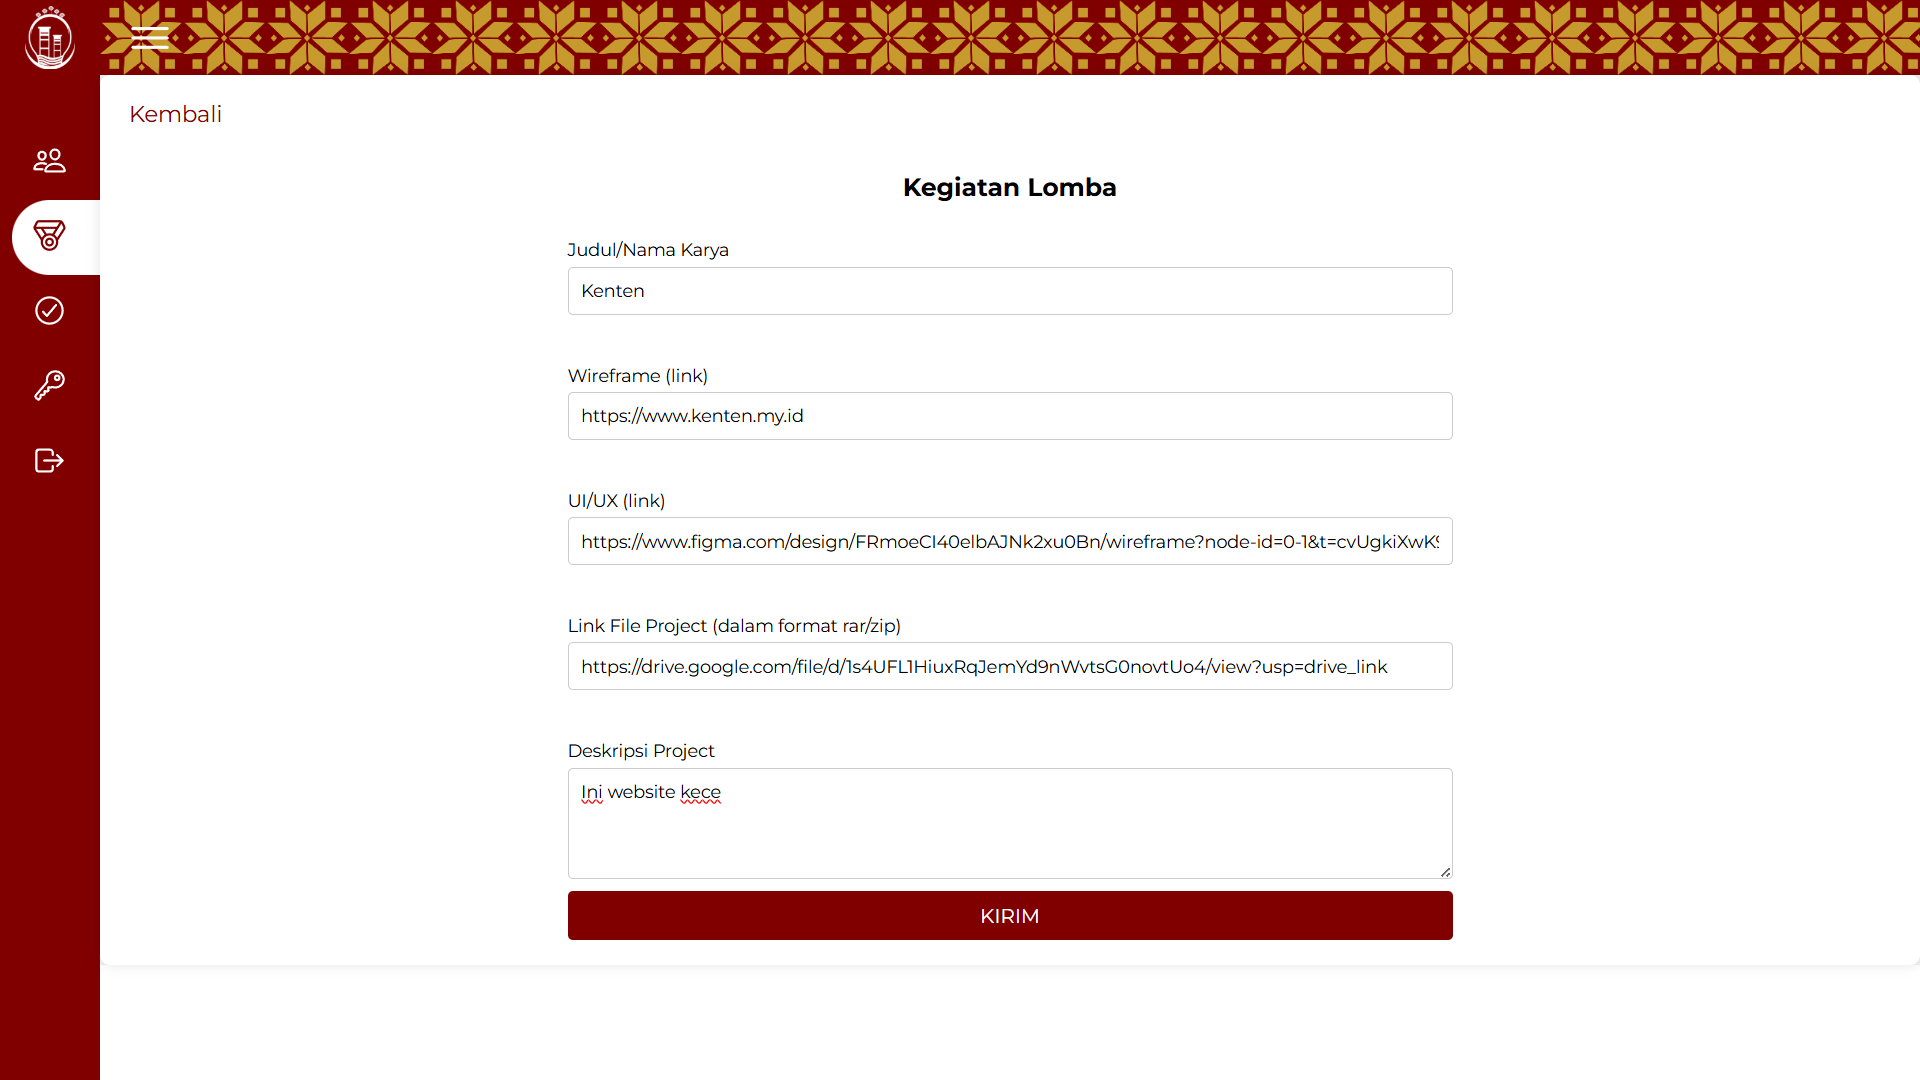 Kembali
Kegiatan Lomba
Judul/Nama Karya
Kenten
Wireframe (link)
https://www.kenten.my.id
UI/UX (link)
https://www.figma.com/design/FRmoeCI40elbAJNk2xu0Bn/wireframe?node-id=0-1&t=cvUgkiXwK9
Link File Project (dalam format rar/zip)
https://drive.google.com/file/d/1s4UFL1HiuxRqJemYd9nWvtsG0novtUo4/view?usp=drive_link
Deskripsi Project
Ini website kece
KIRIM